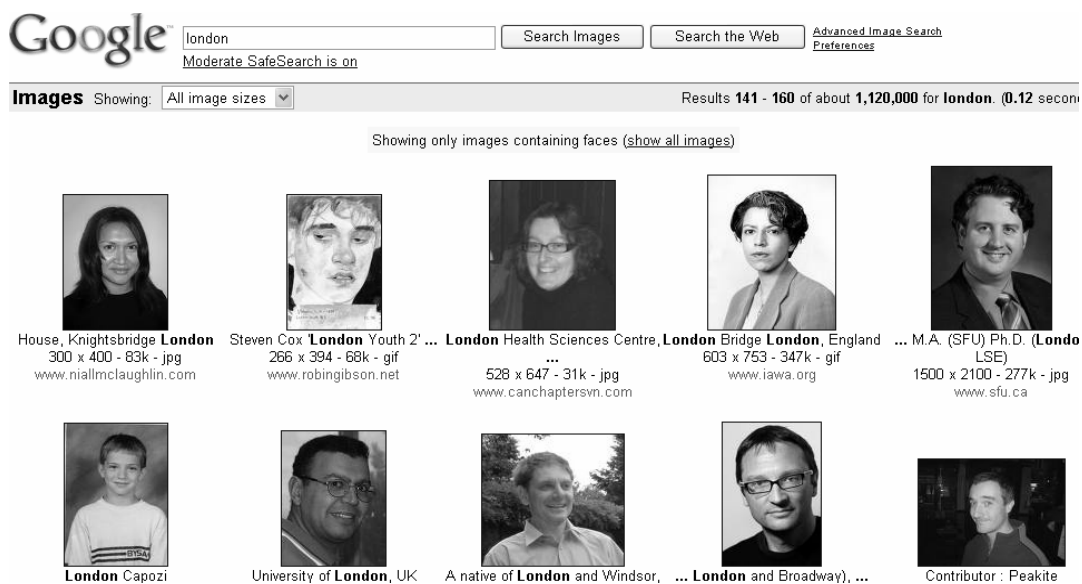 Google
london
Search Images
Search the Web
Advanced Image Search
Preferences
Moderate SafeSearch is on
Images Showing: All image sizes
Results 141 - 160 of about 1,120,000 for london. (0.12 secon
Showing only images containing faces (show all images)
House, Knightsbridge London
300 x 400 - 83k - jpg
www.niallmclaughlin.com
Steven Cox 'London Youth 2' ...
266 x 394 - 68k - gif
www.robingibson.net
London Health Sciences Centre,
...
528 x 647 - 31k - jpg
www.canchaptersvn.com
London Bridge London, England
603 x 753 - 347k - gif
www.iawa.org
... M.A. (SFU) Ph.D. (Londo
LSE)
1500 x 2100 - 277k - jpg
www.sfu.ca
BYSA
London Capozi
University of London, UK
A native of London and Windsor,
... London and Broadway), ...
Contributor : Peakite